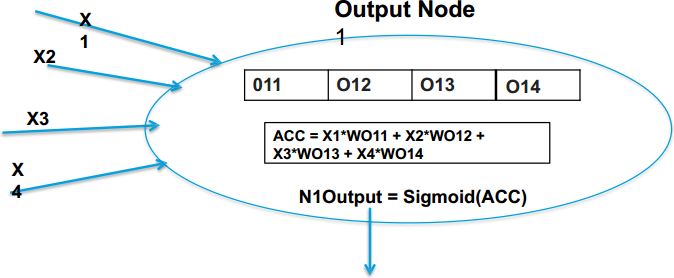 Output Node
1
X
1
X2
X3
X
4
011
O12
O13
O14
ACC = X1*WO11 + X2*WO12 +
X3*WO13 + X4*WO14
N1Output = Sigmoid(ACC)